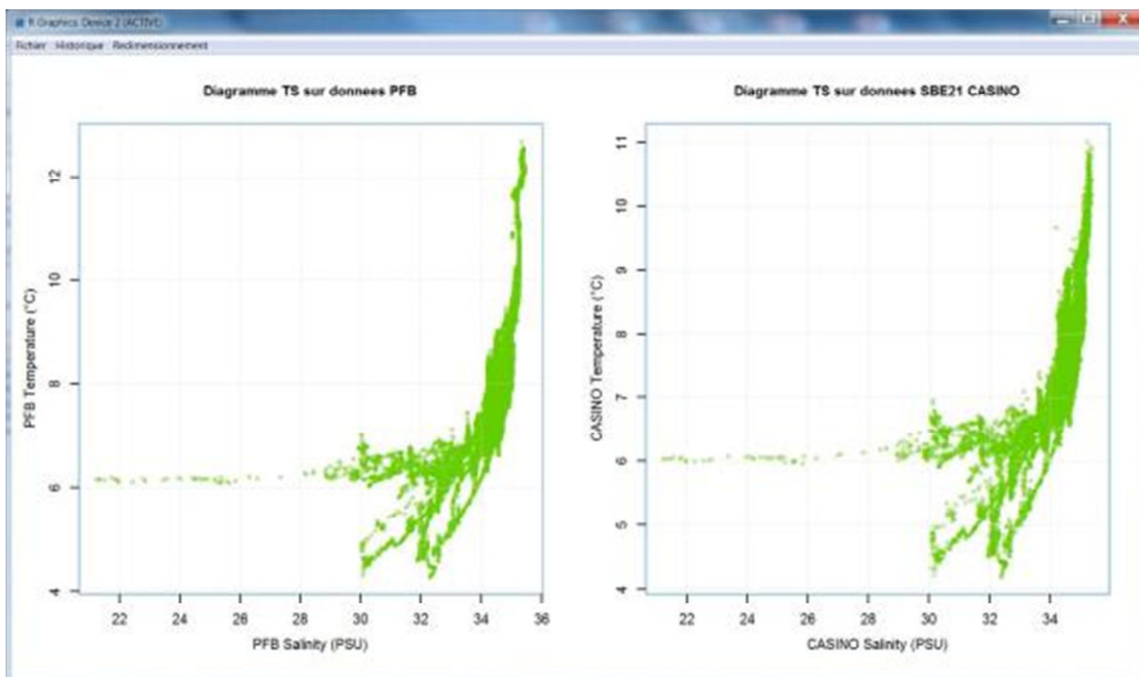 R Graphics: Device 2 (ACTIVE)
Fichier Historique Redimensionnement
Diagramme TS sur donnees PFB
12
10
8
6
4
PFB Temperature (°C)
22 24 26 28 30 32 34 36
PFB Salinity (PSU)
Diagramme TS sur donnees SBE21 CASINO
11
10
9
8
7
6
5
4
CASINO Temperature (°C)
22 24 26 28 30 32 34
CASINO Salinity (PSU)